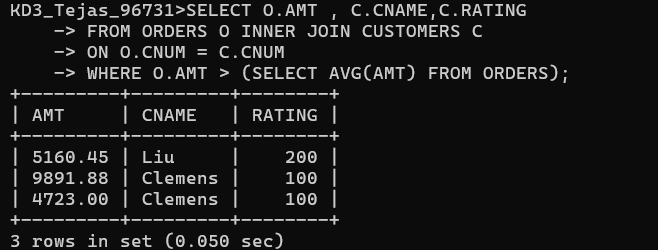 KD3_Tejas_96731>SELECT O.AMT , C.CNAME,C.RATING
    -> FROM ORDERS O INNER JOIN CUSTOMERS C
    -> ON O.CNUM = C.CNUM
    -> WHERE O.AMT > (SELECT AVG(AMT) FROM ORDERS);
+---------+---------+--------+
| AMT     | CNAME   | RATING |
+---------+---------+--------+
| 5160.45 | Liu     |    200 |
| 9891.88 | Clemens |    100 |
| 4723.00 | Clemens |    100 |
+---------+---------+--------+
3 rows in set (0.050 sec)